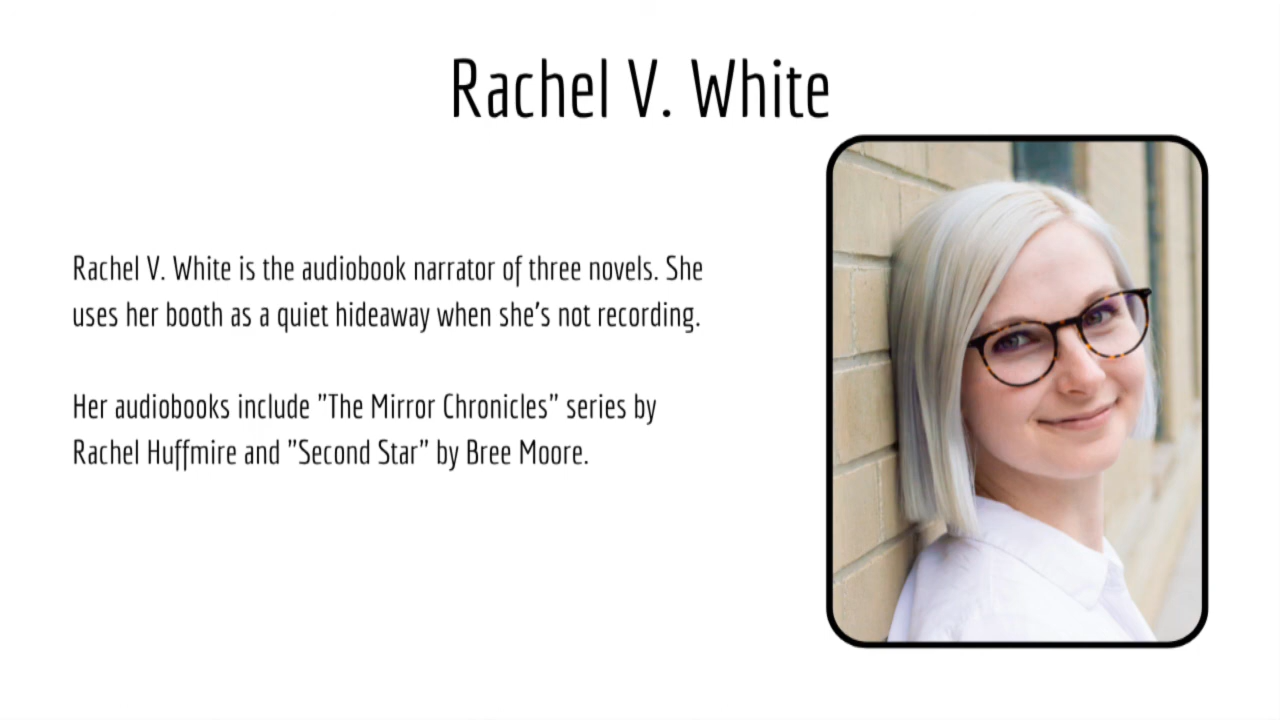 Rachel V. White
Rachel V. White is the audiobook narrator of three novels. She
uses her booth as a quiet hideaway when she's not recording.
Her audiobooks include "The Mirror Chronicles" series by
Rachel Huffmire and "Second Star" by Bree Moore.